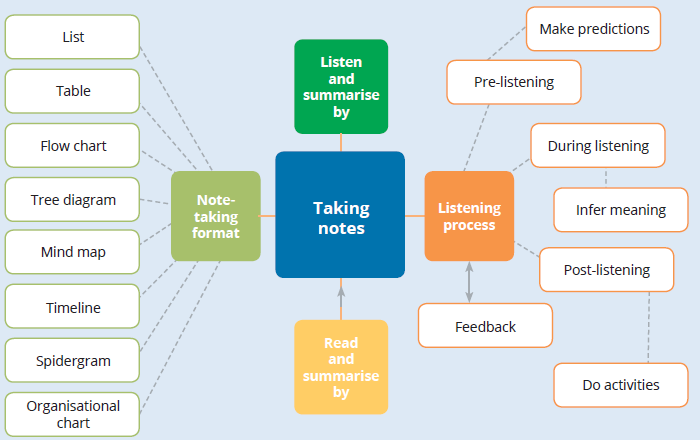 List
Table
Flow chart
Tree diagram
Mind map
Timeline
Spidergram
Organisational
chart
Note-
taking
format
Listen
and
summarise
by
Taking
notes
Read
and
summarise
by
Listening
process
Make predictions
Pre-listening
During listening
Infer meaning
Post-listening
Feedback
Do activities